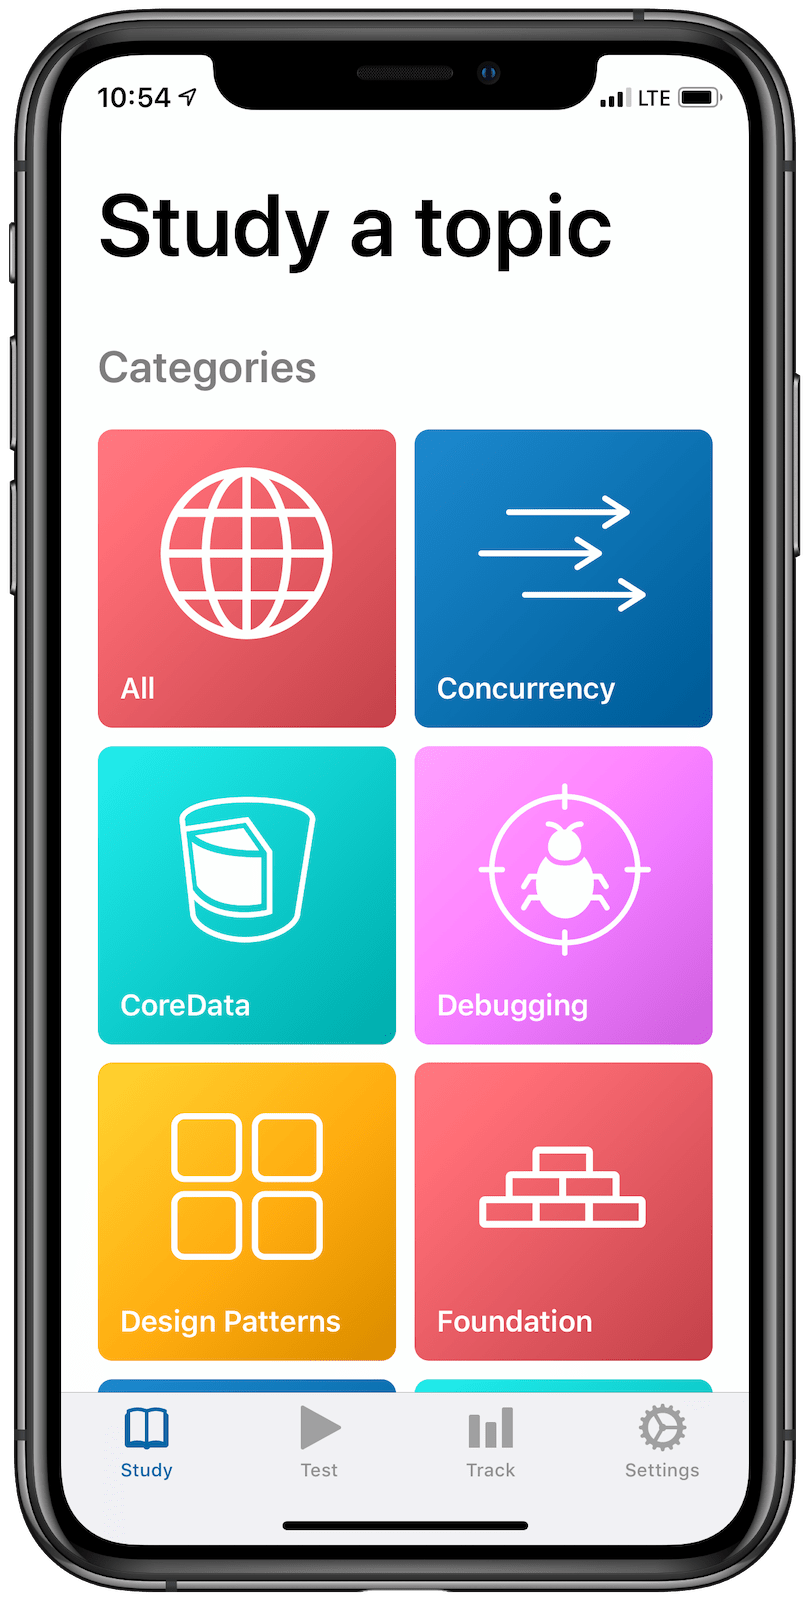 10:54
LTE
Study a topic
Categories
All
Concurrency
CoreData
Debugging
Design Patterns
Foundation
Study
Test
Track
Settings